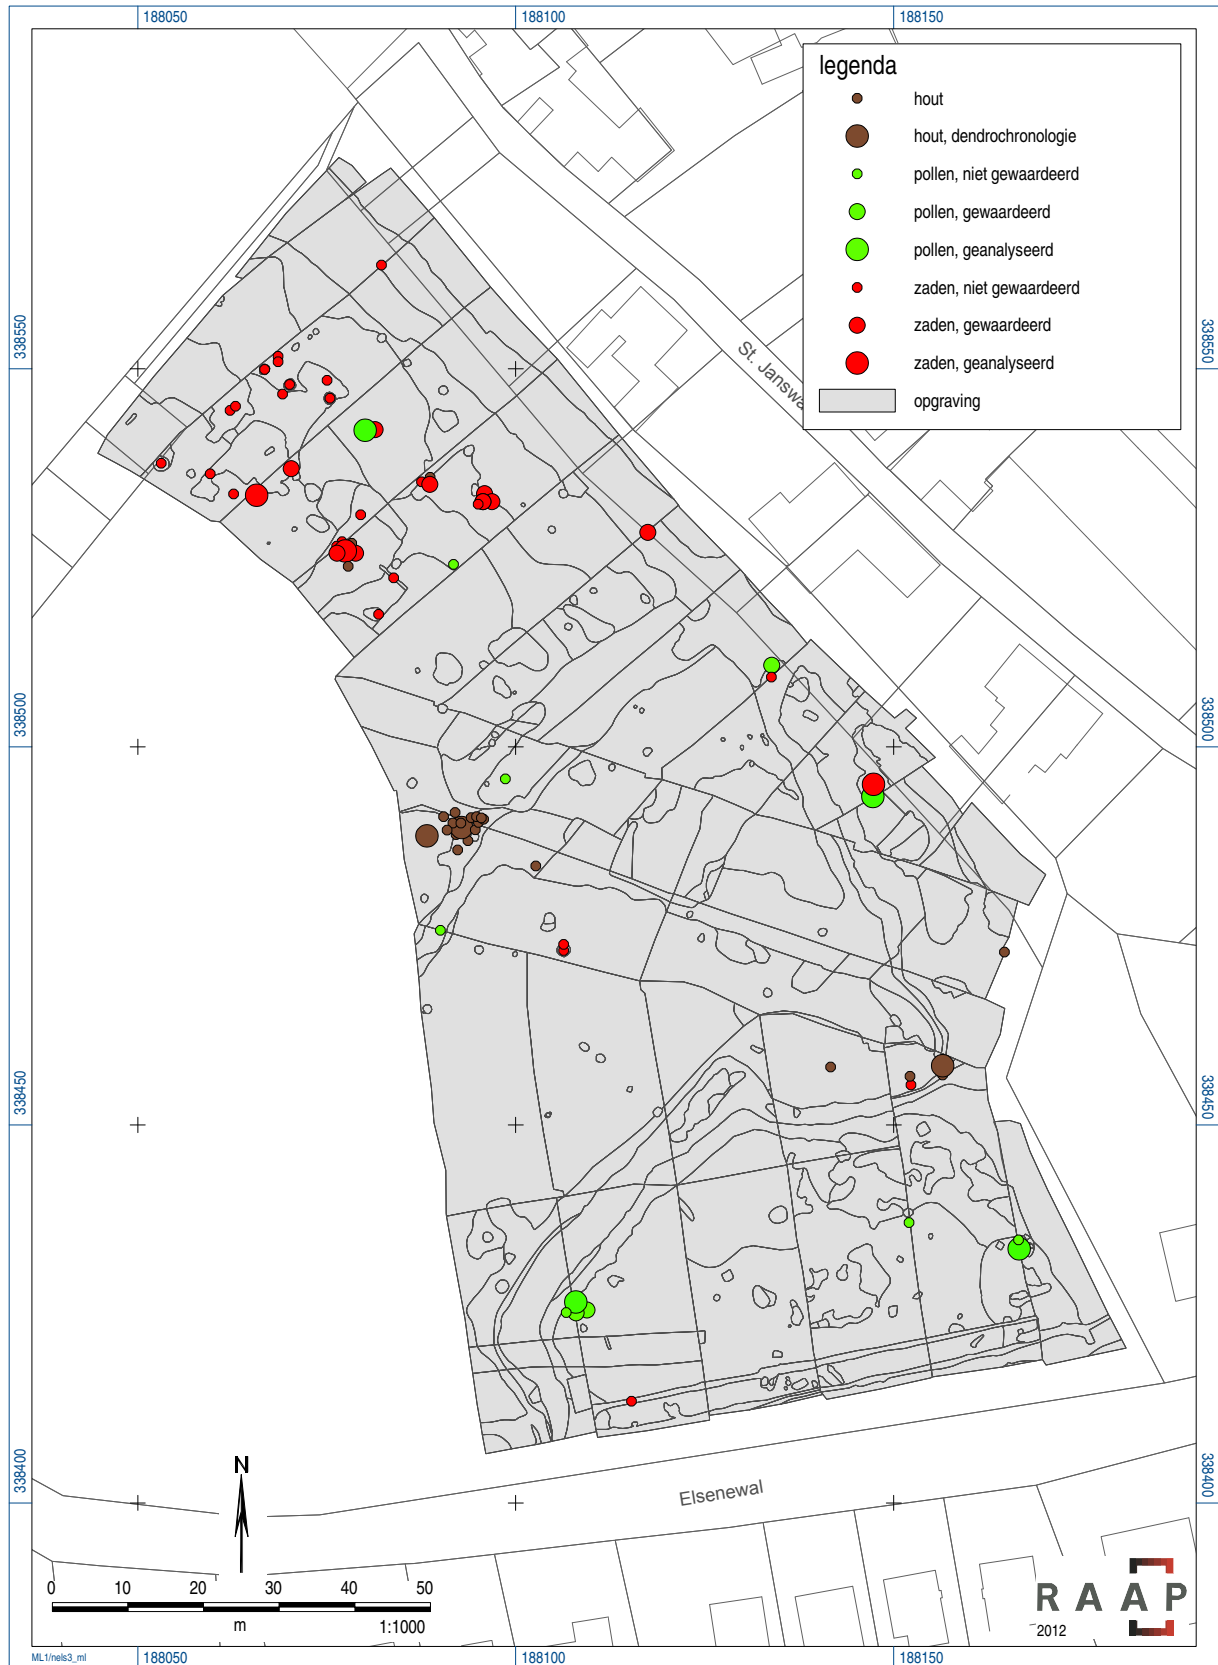 188050
188100
188150
legenda
hout
hout, dendrochronologie
pollen, niet gewaardeerd
pollen, gewaardeerd
pollen, geanalyseerd
zaden, niet gewaardeerd
zaden, gewaardeerd
zaden, geanalyseerd
opgraving
338550
338550
St. Janswa
338500
338500
338450
338450
338400
338400
Elsenewal
N
0 10 20 30 40 50
m
1:1000
RAAP
2012
ML1/nels3_ml
188050
188100
188150